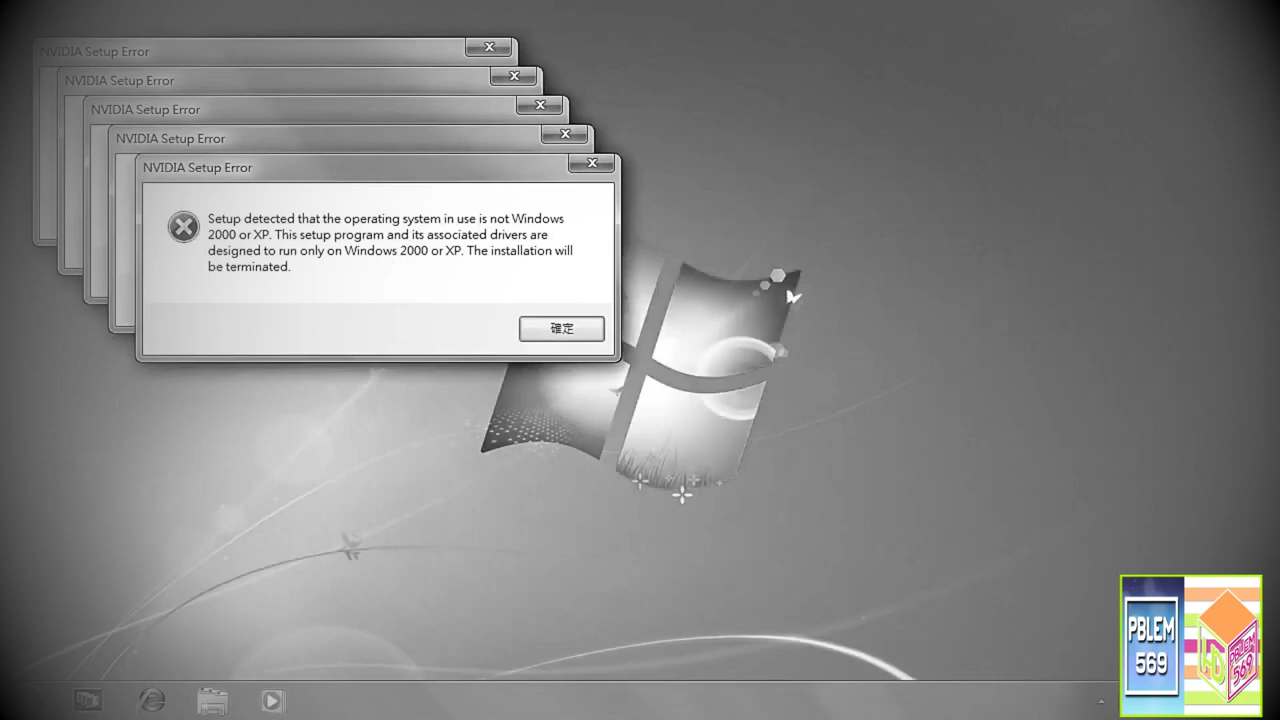 NVIDIA Setup Error
NVIDIA Setup Error
NVIDIA Setup Error
NVIDIA Setup Error
NVIDIA Setup Error
Setup detected that the operating system in use is not Windows
2000 or XP. This setup program and its associated drivers are
designed to run only on Windows 2000 or XP. The installation will
be terminated.
確定
PBLEM
569
PBLEM
569